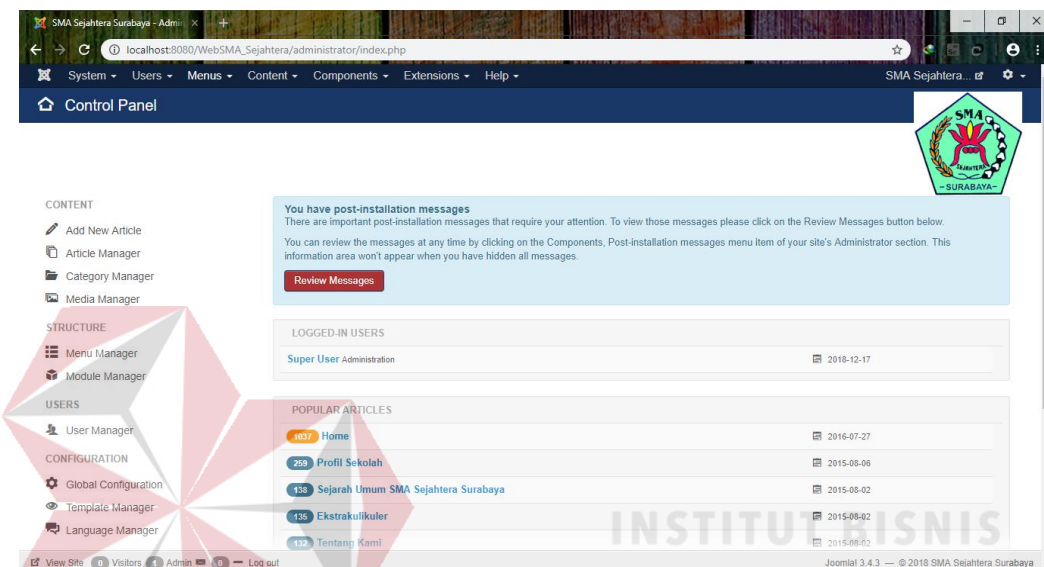 SMA Sejahtera Surabaya - Admin
localhost:8080/WebSMA_Sejahtera/administrator/index.php
System Users Menus Content Components Extensions Help SMA Sejahtera...
Control Panel
SMA
SEJAHTERA
-SURABAYA-
CONTENT
Add New Article
Article Manager
Category Manager
Media Manager
STRUCTURE
Menu Manager
Module Manager
USERS
User Manager
CONFIGURATION
Global Configuration
Template Manager
Language Manager
You have post-installation messages
There are important post-installation messages that require your attention. To view those messages please click on the Review Messages button below.
You can review the messages at any time by clicking on the Components, Post-installation messages menu item of your site's Administrator section. This
information area won't appear when you have hidden all messages.
Review Messages
LOGGED-IN USERS
Super User Administration 2018-12-17
POPULAR ARTICLES
1037 Home 2016-07-27
259 Profil Sekolah 2015-08-06
138 Sejarah Umum SMA Sejahtera Surabaya 2015-08-02
135 Ekstrakulikuler 2015-08-02
132 Tentang Kami 2015-08-02
INSTITUT BISNIS
View Site 0 Visitors 1 Admin 0 Log out Joomla! 3.4.3 — © 2018 SMA Sejahtera Surabaya